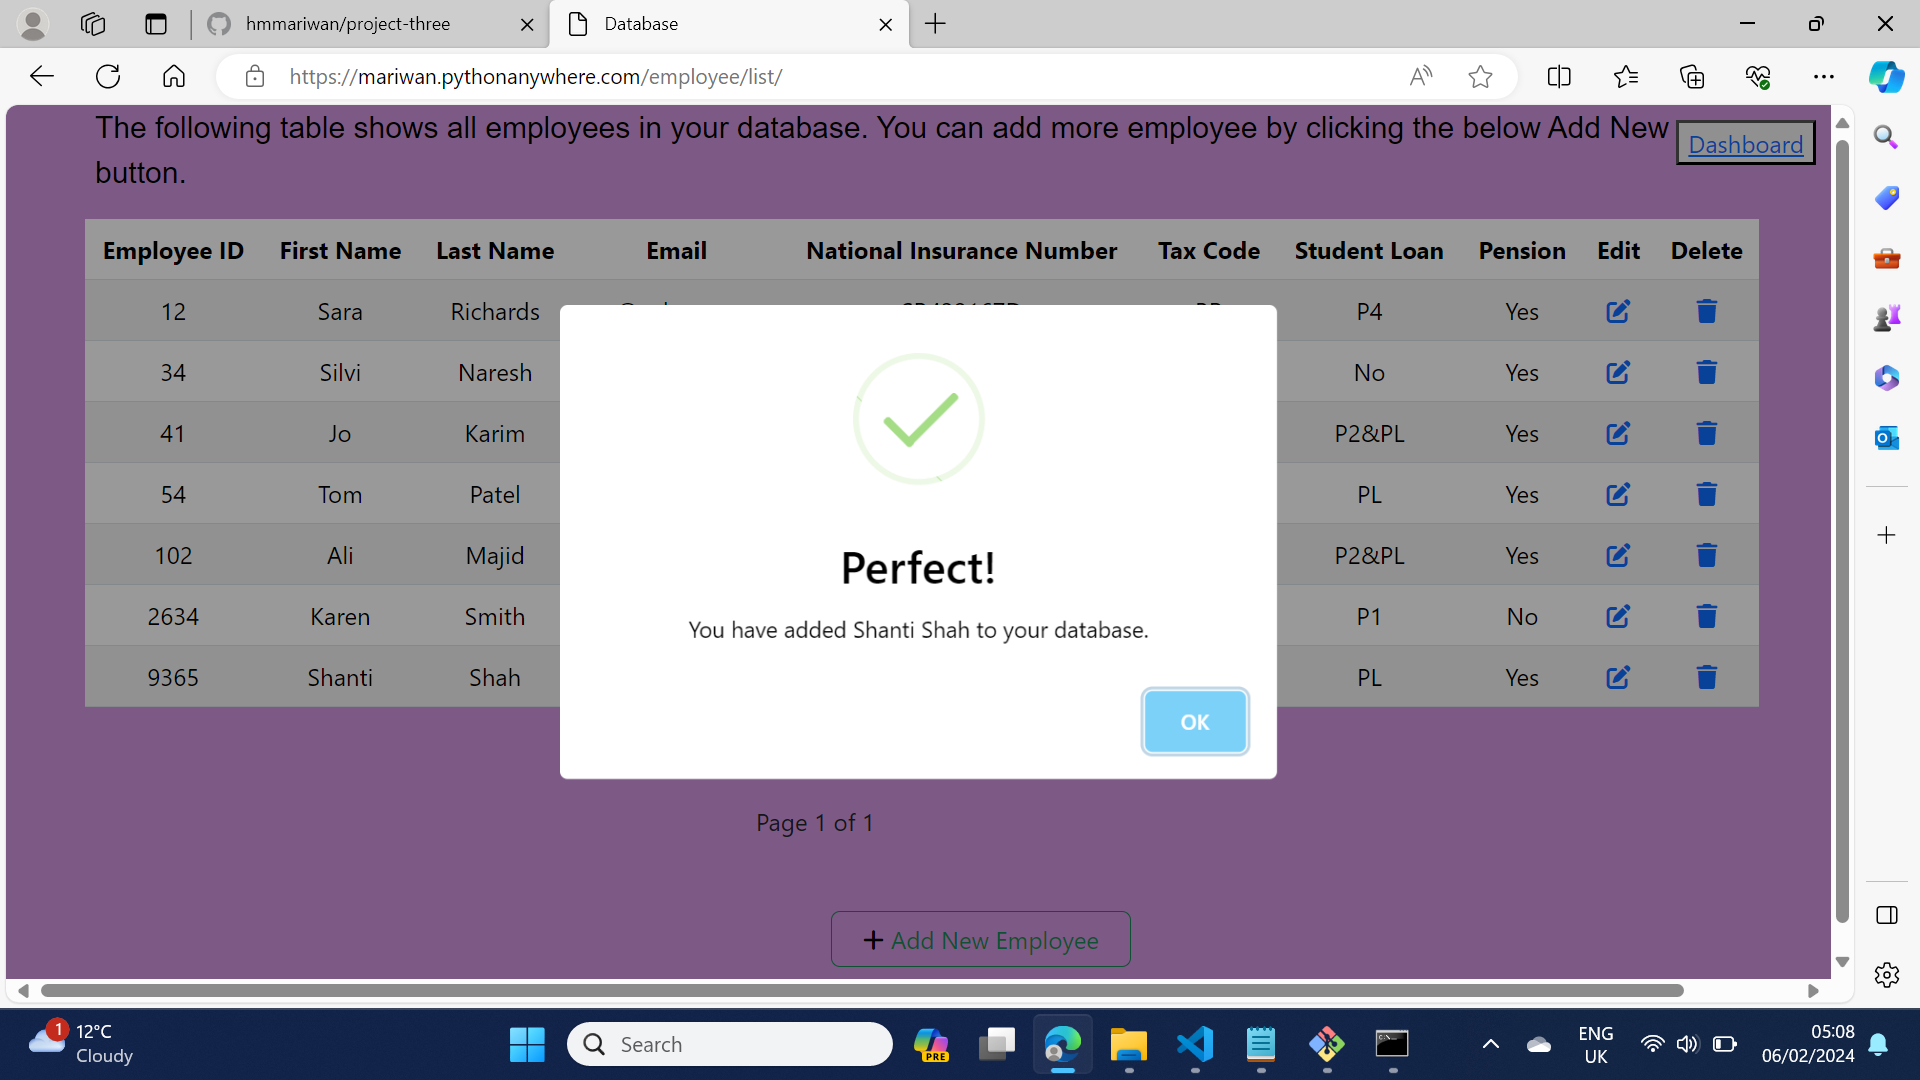 hmmariwan/project-three
Database
https://mariwan.pythonanywhere.com/employee/list/
The following table shows all employees in your database. You can add more employee by clicking the below Add New
button.
Dashboard
Employee ID First Name Last Name Email National Insurance Number Tax Code Student Loan Pension Edit Delete
12 Sara Richards P4 Yes
34 Silvi Naresh No Yes
41 Jo Karim P2&PL Yes
54 Tom Patel PL Yes
102 Ali Majid P2&PL Yes
2634 Karen Smith P1 No
9365 Shanti Shah PL Yes
Perfect!
You have added Shanti Shah to your database.
OK
Page 1 of 1
+ Add New Employee
1
12°C
Cloudy
Search
PRE
ENG
UK
05:08
06/02/2024